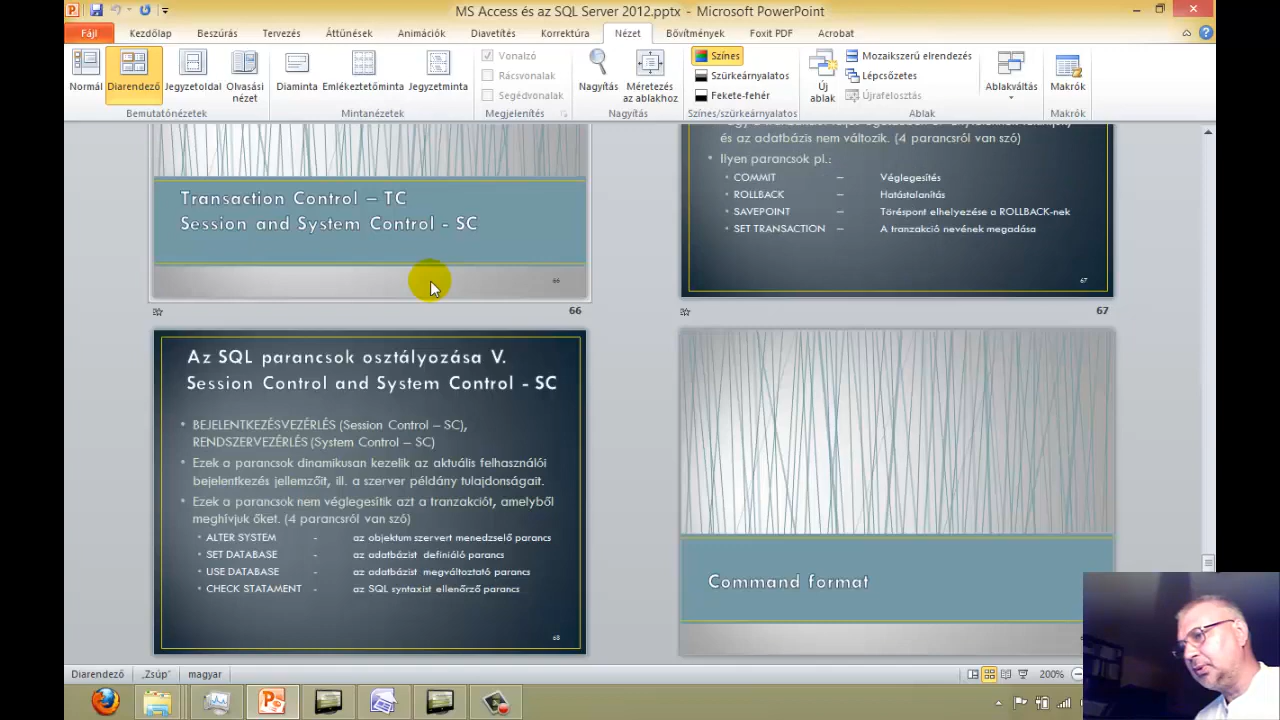 MS Access és az SQL Server 2012.pptx - Microsoft PowerPoint
Fájl Kezdőlap Beszúrás Tervezés Áttűnések Animációk Diavetítés Korrektúra Nézet Bővítmények Foxit PDF Acrobat
Normál Diarendező Jegyzetoldal Olvasási nézet
Bemutatónézetek
Diaminta Emlékeztetőminta Jegyzetminta
Mintanézetek
Vonalzó
Rácsvonalak
Segédvonalak
Megjelenítés
Nagyítás Méretezés az ablakhoz
Nagyítás
Színes
Szürkeárnyalatos
Fekete-fehér
Színes/szürkeárnyalatos
Új ablak
Mozaikszerű elrendezés
Lépcsőzetes
Újrafelosztás
Ablakváltás
Ablak
Makrók
Makrók
Transaction Control – TC
Session and System Control - SC
66
66
és az adatbázis nem változik. (4 parancsról van szó)
• Ilyen parancsok pl.:
• COMMIT – Véglegesítés
• ROLLBACK – Hatástalanítás
• SAVEPOINT – Töréspont elhelyezése a ROLLBACK-nek
• SET TRANSACTION – A tranzakció nevének megadása
67
67
Az SQL parancsok osztályozása V.
Session Control and System Control - SC
• BEJELENTKEZÉSVEZÉRLÉS (Session Control – SC),
RENDSZERVEZÉRLÉS (System Control – SC)
• Ezek a parancsok dinamikusan kezelik az aktuális felhasználói
bejelentkezés jellemzőit, ill. a szerver példány tulajdonságait.
• Ezek a parancsok nem véglegesítik azt a tranzakciót, amelyből
meghívjuk őket. (4 parancsról van szó)
• ALTER SYSTEM - az objektum szervert menedzselő parancs
• SET DATABASE - az adatbázist definiáló parancs
• USE DATABASE - az adatbázist megváltoztató parancs
• CHECK STATAMENT - az SQL syntaxist ellenőrző parancs
68
Command format
Diarendező „Zsúp” magyar 200%